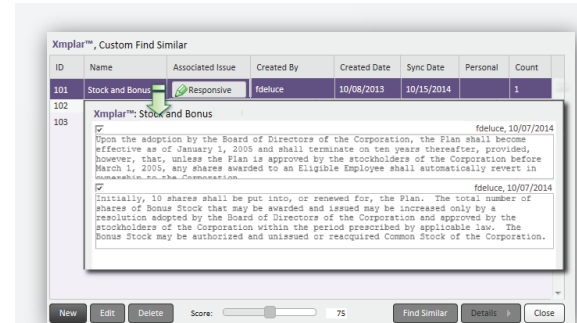 Xmplar™, Custom Find Similar
ID Name Associated Issue Created By Created Date Sync Date Personal Count
101 Stock and Bonus Responsive fdeluce 10/08/2013 10/15/2014 1
102
103
Xmplar™: Stock and Bonus
fdeluce, 10/07/2014
Upon the adoption by the Board of Directors of the Corporation, the Plan shall become
effective as of January 1, 2005 and shall terminate on ten years thereafter, provided,
however, that, unless the Plan is approved by the stockholders of the Corporation before
March 1, 2005, any shares awarded to an Eligible Employee shall automatically revert in
ownership to the Corporation.
fdeluce, 10/07/2014
Initially, 10 shares shall be put into, or renewed for, the Plan. The total number of
shares of Bonus Stock that may be awarded and issued may be increased only by a
resolution adopted by the Board of Directors of the Corporation and approved by the
stockholders of the Corporation within the period prescribed by applicable law. The
Bonus Stock may be authorized and unissued or reacquired Common Stock of the Corporation.
New Edit Delete Score: 75 Find Similar Details Close